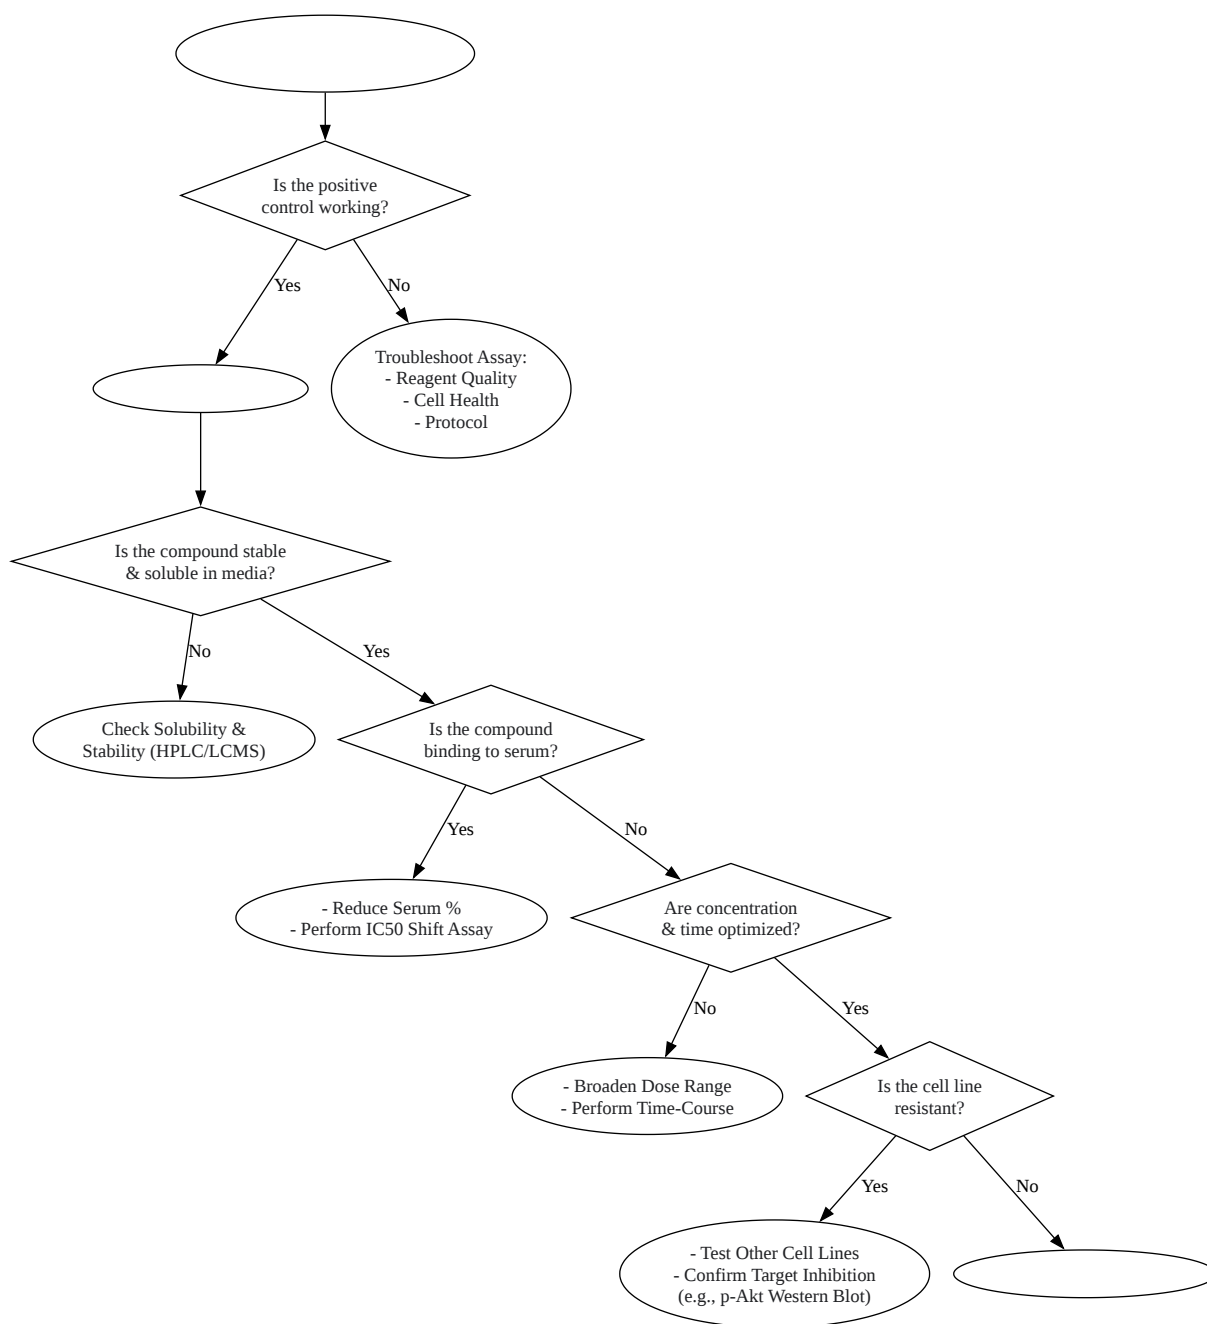 Is the positive
control working?
Yes
No
Troubleshoot Assay:
- Reagent Quality
- Cell Health
- Protocol
Is the compound stable
& soluble in media?
No
Yes
Check Solubility &
Stability (HPLC/LCMS)
Is the compound
binding to serum?
Yes
No
- Reduce Serum %
- Perform IC50 Shift Assay
Are concentration
& time optimized?
No
Yes
- Broaden Dose Range
- Perform Time-Course
Is the cell line
resistant?
Yes
No
- Test Other Cell Lines
- Confirm Target Inhibition
(e.g., p-Akt Western Blot)